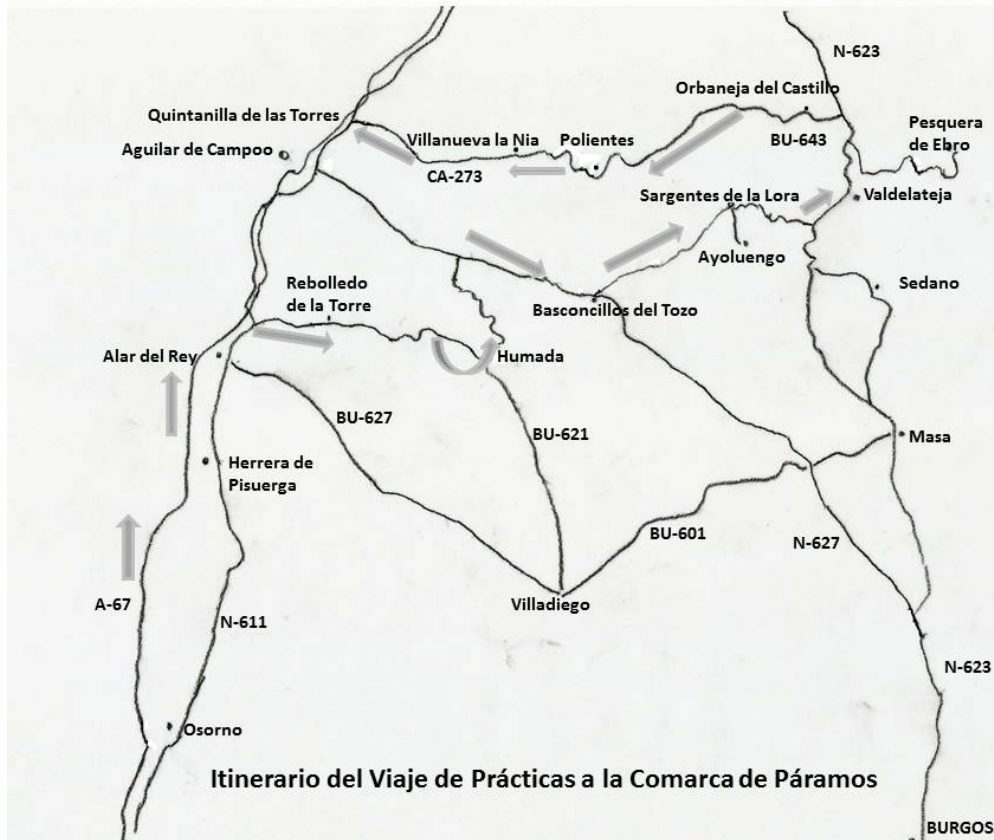 N-623
Orbaneja del Castillo
Quintanilla de las Torres
Pesquera
de Ebro
Villanueva la Nia
Polientes
BU-643
Aguilar de Campoo
CA-273
Sargentes de la Lora
Valdelateja
Ayoluengo
Rebolledo
de la Torre
Sedano
Basconcillos del Tozo
Alar del Rey
Humada
BU-627
BU-621
Masa
Herrera de
Pisuerga
BU-601
N-627
A-67
Villadiego
N-611
N-623
Osorno
Itinerario del Viaje de Prácticas a la Comarca de Páramos
BURGOS